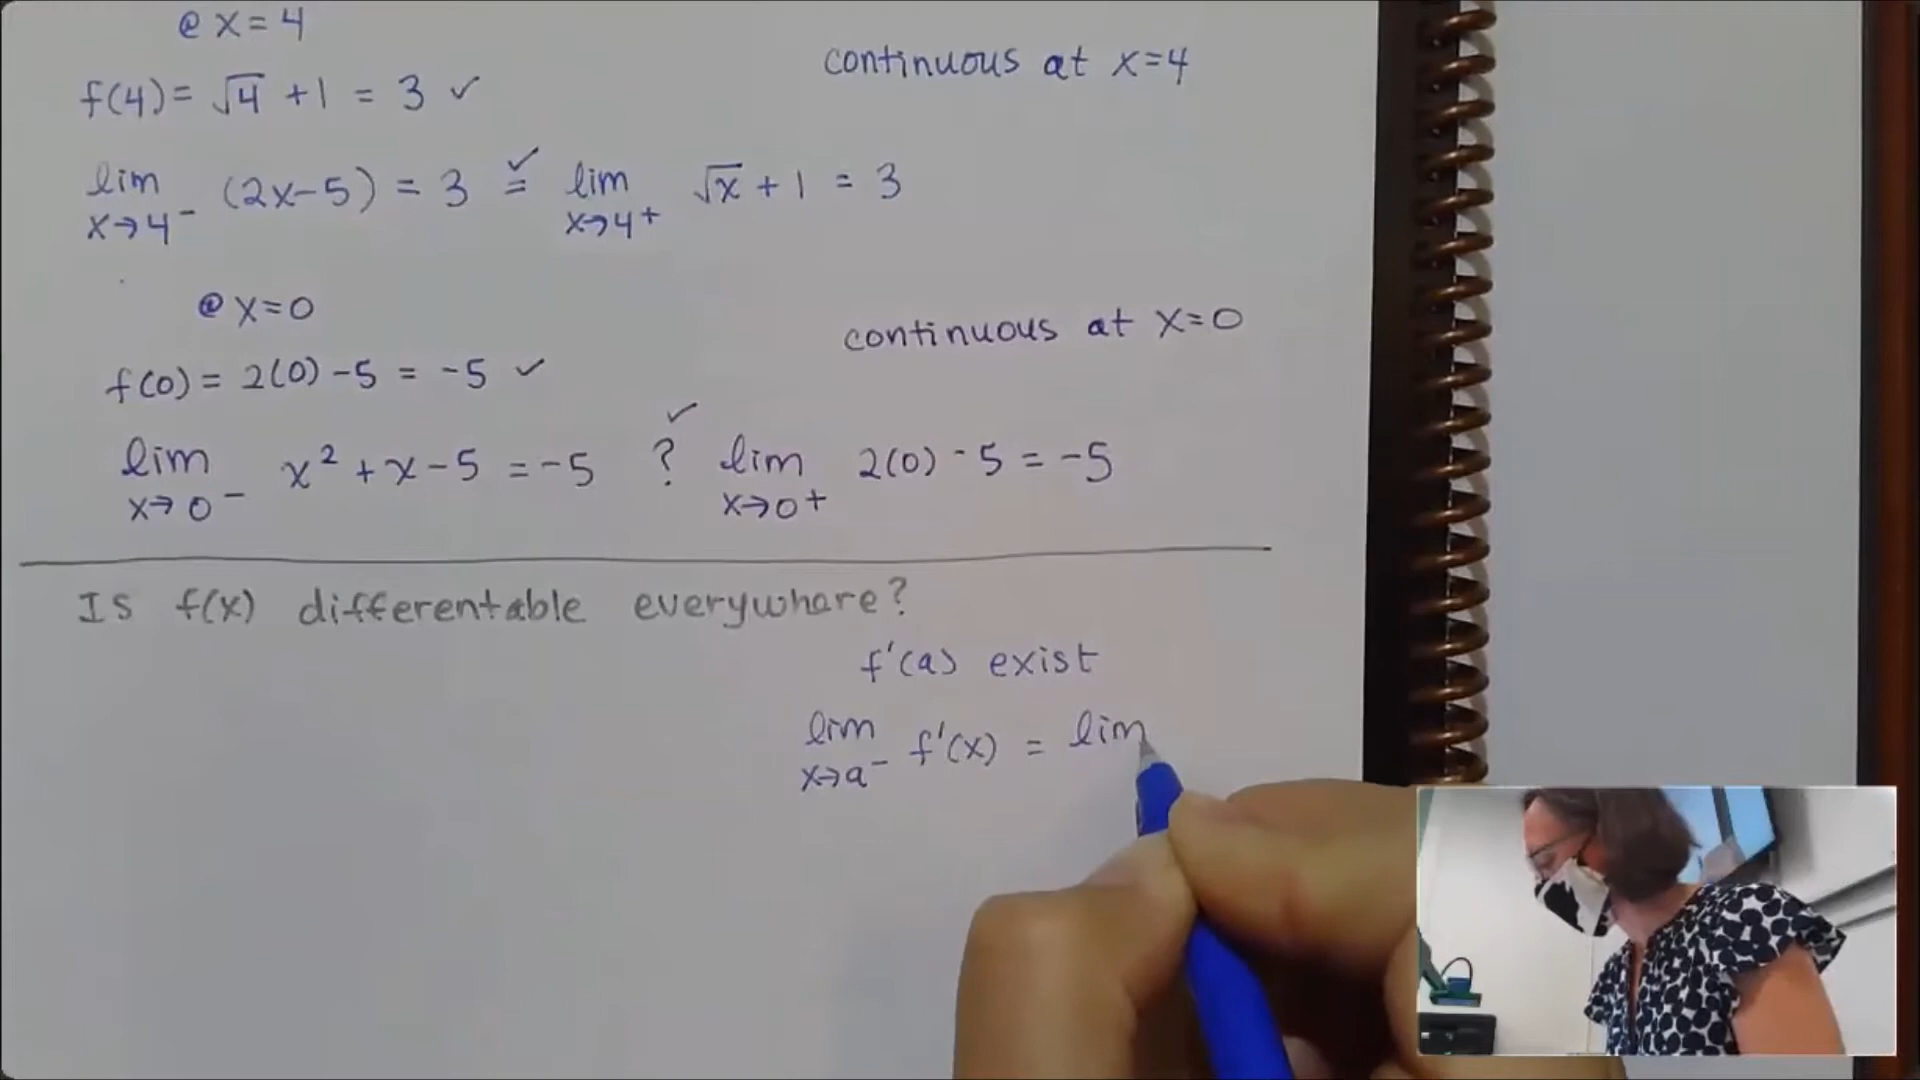 @ x = 4
continuous at x=4
f(4) = √4 + 1 = 3 ✓
lim x→4⁻ (2x-5) = 3 ≟ ✓ lim x→4⁺ √x + 1 = 3
@ x=0
continuous at x=0
f(0) = 2(0) -5 = -5 ✓
lim x→0⁻ x² + x - 5 = -5 ? ✓ lim x→0⁺ 2(0) - 5 = -5
Is f(x) differentable everywhere?
f'(a) exist
lim x→a⁻ f'(x) = lim